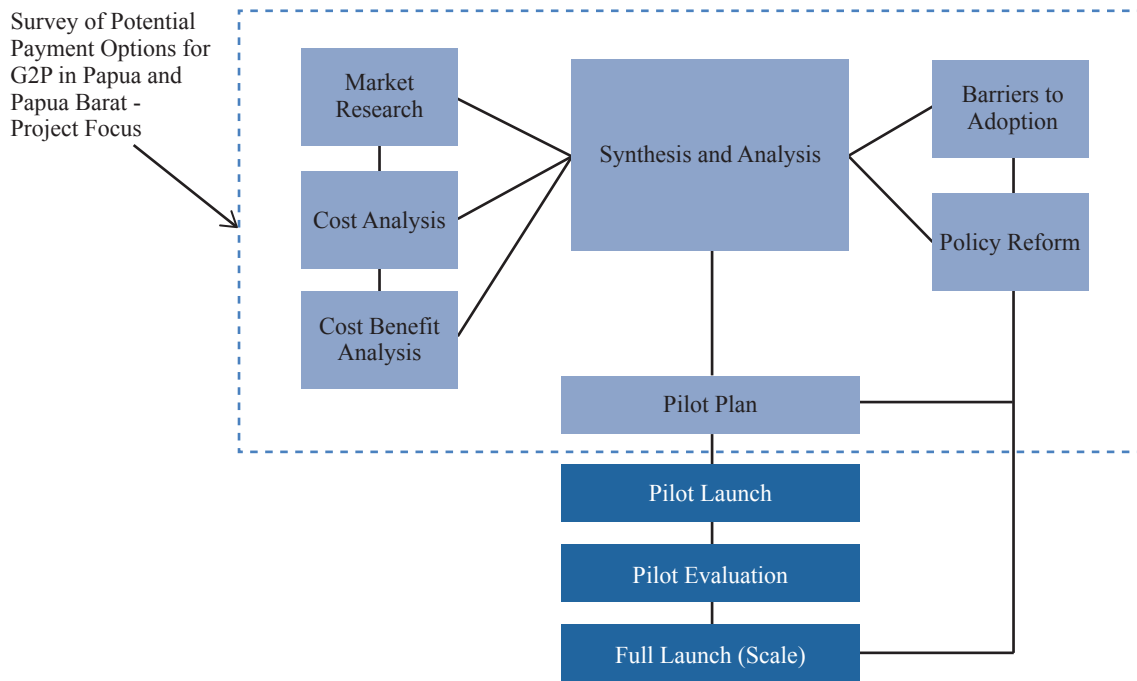 Survey of Potential
Payment Options for
G2P in Papua and
Papua Barat -
Project Focus
Market
Research
Cost Analysis
Cost Benefit
Analysis
Synthesis and Analysis
Barriers to
Adoption
Policy Reform
Pilot Plan
Pilot Launch
Pilot Evaluation
Full Launch (Scale)